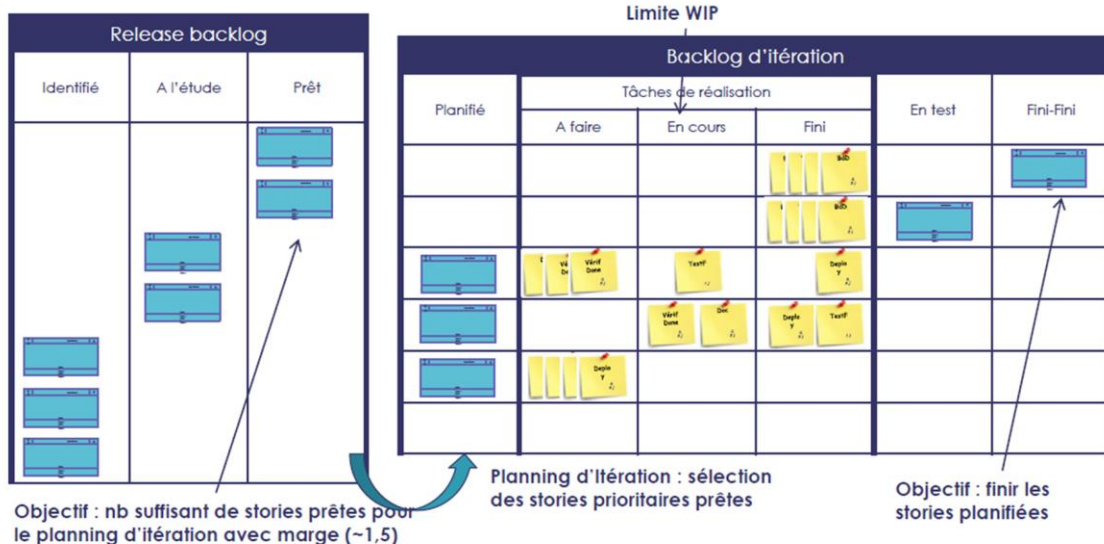 Limite WIP
Release backlog
Identifié
A l'étude
Prêt
Backlog d'itération
Planifié
Tâches de réalisation
A faire
En cours
Fini
En test
Fini-Fini
BdD
BdD
Vérif
Done
TestF
Deplo
y
Vérif
Done
Doc
Deplo
y
TestF
Deplo
y
Objectif : nb suffisant de stories prêtes pour
le planning d'itération avec marge (~1,5)
Planning d'Itération : sélection
des stories prioritaires prêtes
Objectif : finir les
stories planifiées